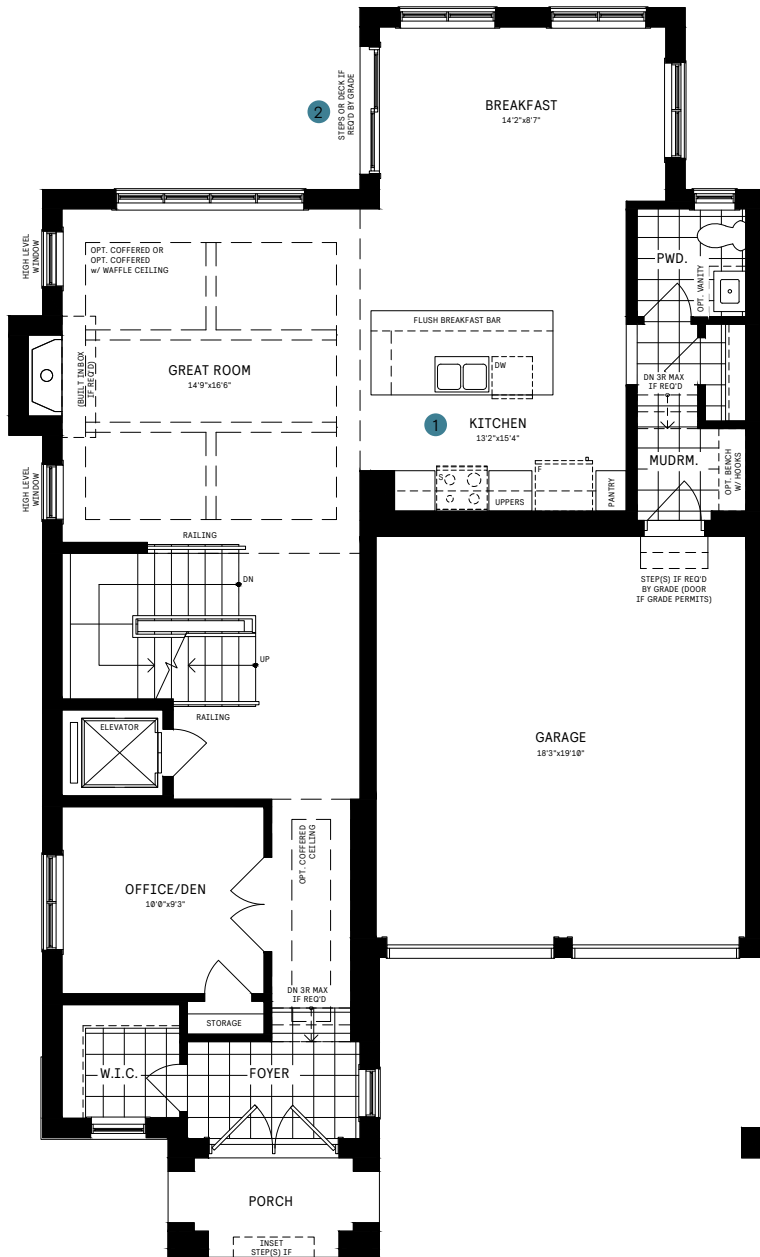 BREAKFAST
14'2"x8'7"
2
STEPS OR DECK IF
REQ'D BY GRADE
HIGH LEVEL
WINDOW
OPT. COFFERED OR
OPT. COFFERED
w/ WAFFLE CEILING
PWD.
OPT. VANITY
FLUSH BREAKFAST BAR
GREAT ROOM
14'9"x16'6"
(BUILT IN BOX
IF REQ'D)
DW
DN 3R MAX
IF REQ'D
1
KITCHEN
13'2"x15'4"
MUDRM.
OPT. BENCH
W/ HOOKS
HIGH LEVEL
WINDOW
S
F
UPPERS
PANTRY
RAILING
DN
STEP(S) IF REQ'D
BY GRADE (DOOR
IF GRADE PERMITS)
UP
RAILING
ELEVATOR
GARAGE
18'3"x19'10"
OPT. COFFERED
CEILING
OFFICE/DEN
10'0"x9'3"
DN 3R MAX
IF REQ'D
STORAGE
W.I.C.
FOYER
PORCH
INSET
STEP(S) IF